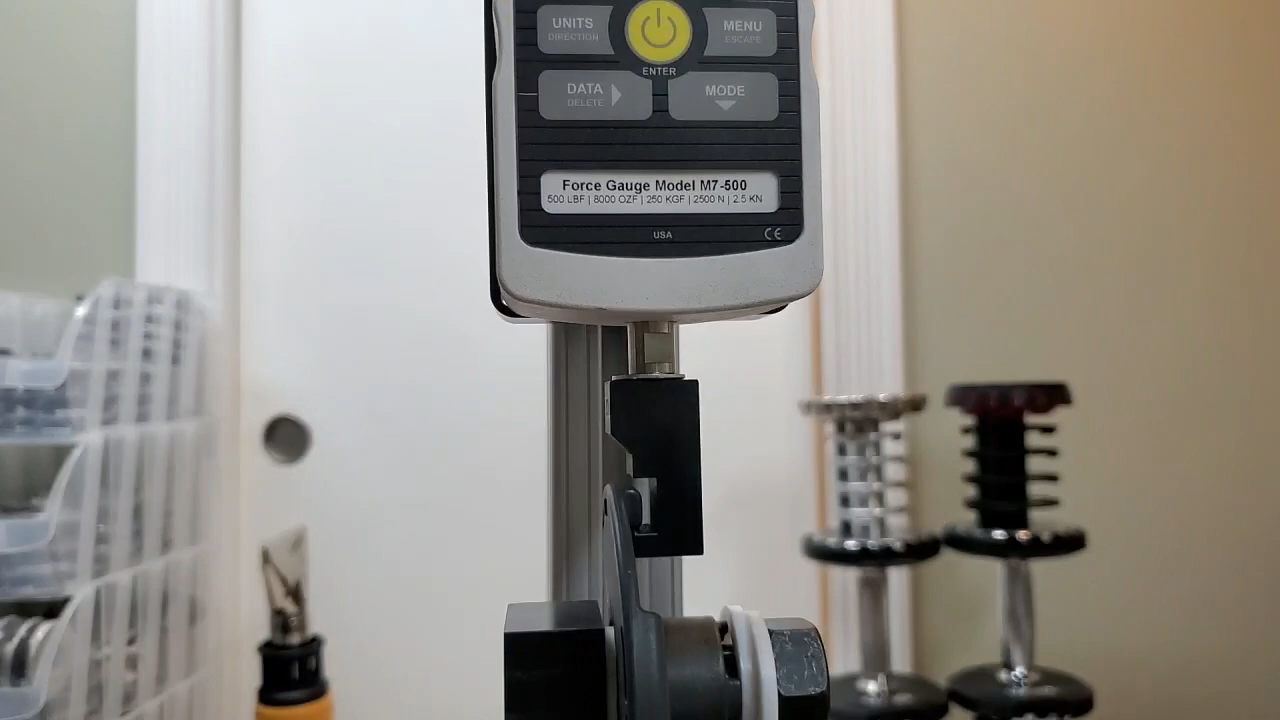 UNITS
DIRECTION
MENU
ESCAPE
ENTER
DATA
DELETE
MODE
Force Gauge Model M7-500
500 LBF | 8000 OZF | 250 KGF | 2500 N | 2.5 KN
USA
CE